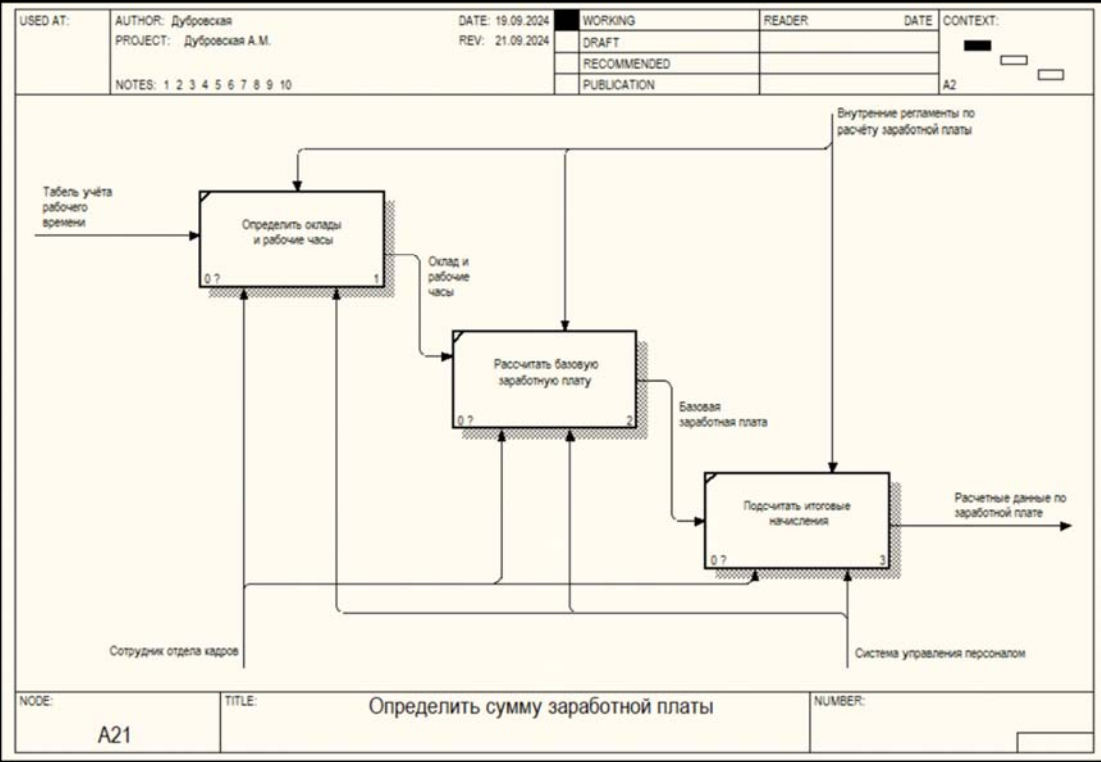 USED AT:
AUTHOR: Дубровская
DATE: 19.09.2024
WORKING
READER
DATE
CONTEXT:
PROJECT: Дубровская А.М.
REV: 21.09.2024
DRAFT
RECOMMENDED
NOTES: 1 2 3 4 5 6 7 8 9 10
PUBLICATION
A2
Внутренние регламенты по
расчёту заработной платы
Табель учёта
рабочего
времени
Определить оклады
и рабочие часы
0 ?
1
Оклад и
рабочие
часы
Рассчитать базовую
заработную плату
0 ?
2
Базовая
заработная плата
Подсчитать итоговые
начисления
0 ?
3
Расчетные данные по
заработной плате
Сотрудник отдела кадров
Система управления персоналом
NODE:
A21
TITLE:
Определить сумму заработной платы
NUMBER: